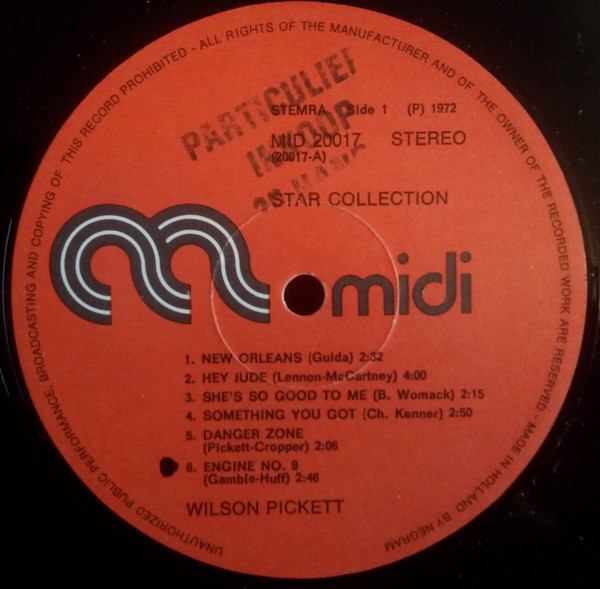 UNAUTHORIZED PUBLIC PERFORMANCE, BROADCASTING AND COPYING OF THIS RECORD PROHIBITED - ALL RIGHTS OF THE MANUFACTURER AND OF THE OWNER OF THE RECORDED WORK ARE RESERVED - MADE IN HOLLAND BY NEGRAM
PARTICULIER
STEMRA Side 1 (P) 1972
MID 20017 STEREO
(20017-A)
STAR COLLECTION
midi
1. NEW ORLEANS (Guida) 2:32
2. HEY JUDE (Lennon-McCartney) 4:00
3. SHE'S SO GOOD TO ME (B. Womack) 2:15
4. SOMETHING YOU GOT (Ch. Kenner) 2:50
5. DANGER ZONE
(Pickett-Cropper) 2:06
6. ENGINE NO. 9
(Gamble-Huff) 2:46
WILSON PICKETT